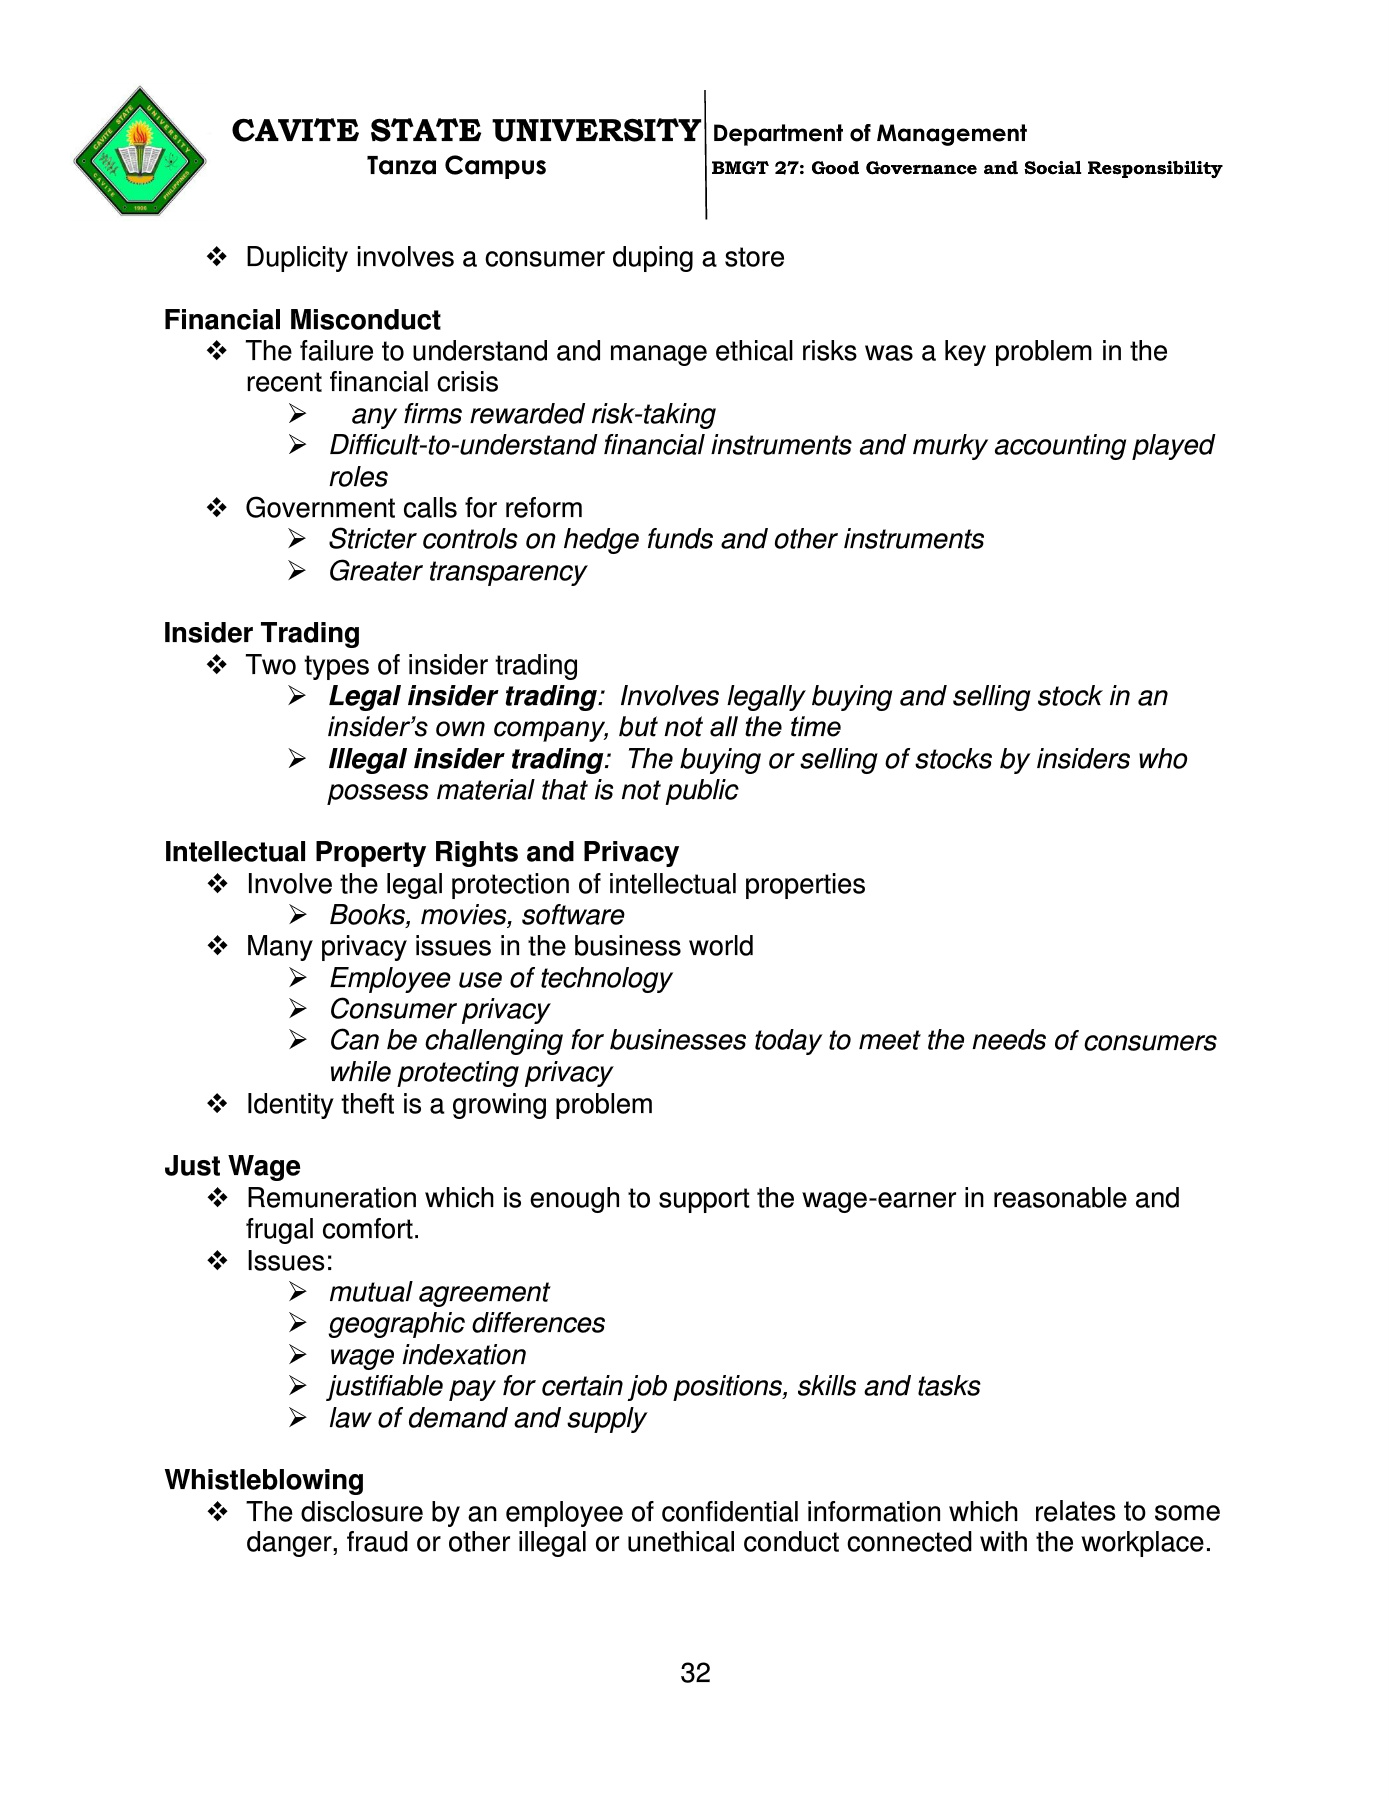 CAVITE STATE UNIVERSITY
Tanza Campus
Department of Management
BMGT 27: Good Governance and Social Responsibility
CAVITE STATE UNIVERSITY
CAVITE
PHILIPPINES
1906
❖ Duplicity involves a consumer duping a store
Financial Misconduct
❖ The failure to understand and manage ethical risks was a key problem in the
recent financial crisis
➢ any firms rewarded risk-taking
➢ Difficult-to-understand financial instruments and murky accounting played
roles
❖ Government calls for reform
➢ Stricter controls on hedge funds and other instruments
➢ Greater transparency
Insider Trading
❖ Two types of insider trading
➢ Legal insider trading:  Involves legally buying and selling stock in an
insider’s own company, but not all the time
➢ Illegal insider trading:  The buying or selling of stocks by insiders who
possess material that is not public
Intellectual Property Rights and Privacy
❖ Involve the legal protection of intellectual properties
➢ Books, movies, software
❖ Many privacy issues in the business world
➢ Employee use of technology
➢ Consumer privacy
➢ Can be challenging for businesses today to meet the needs of consumers
while protecting privacy
❖ Identity theft is a growing problem
Just Wage
❖ Remuneration which is enough to support the wage-earner in reasonable and
frugal comfort.
❖ Issues:
➢ mutual agreement
➢ geographic differences
➢ wage indexation
➢ justifiable pay for certain job positions, skills and tasks
➢ law of demand and supply
Whistleblowing
❖ The disclosure by an employee of confidential information which  relates to some
danger, fraud or other illegal or unethical conduct connected with the workplace.
32